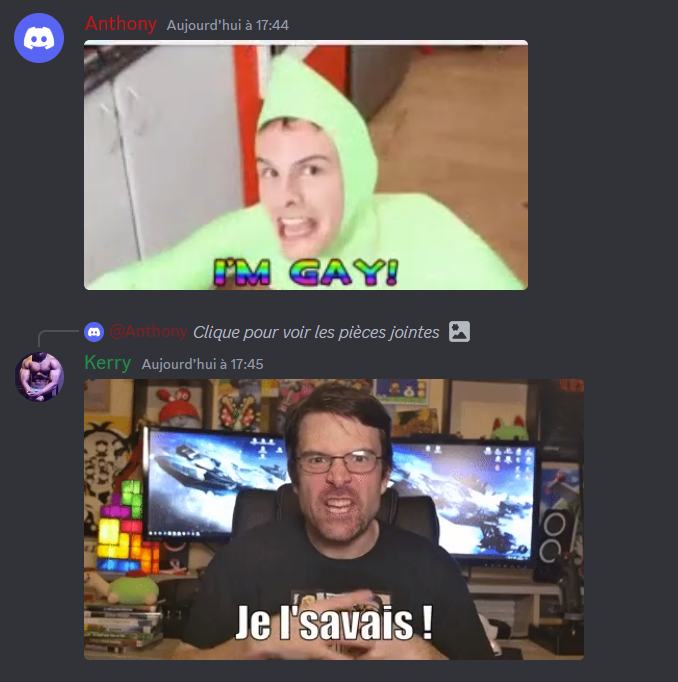 Anthony Aujourd'hui à 17:44
I'M GAY!
@Anthony Clique pour voir les pièces jointes
Kerry Aujourd'hui à 17:45
Je l'savais !